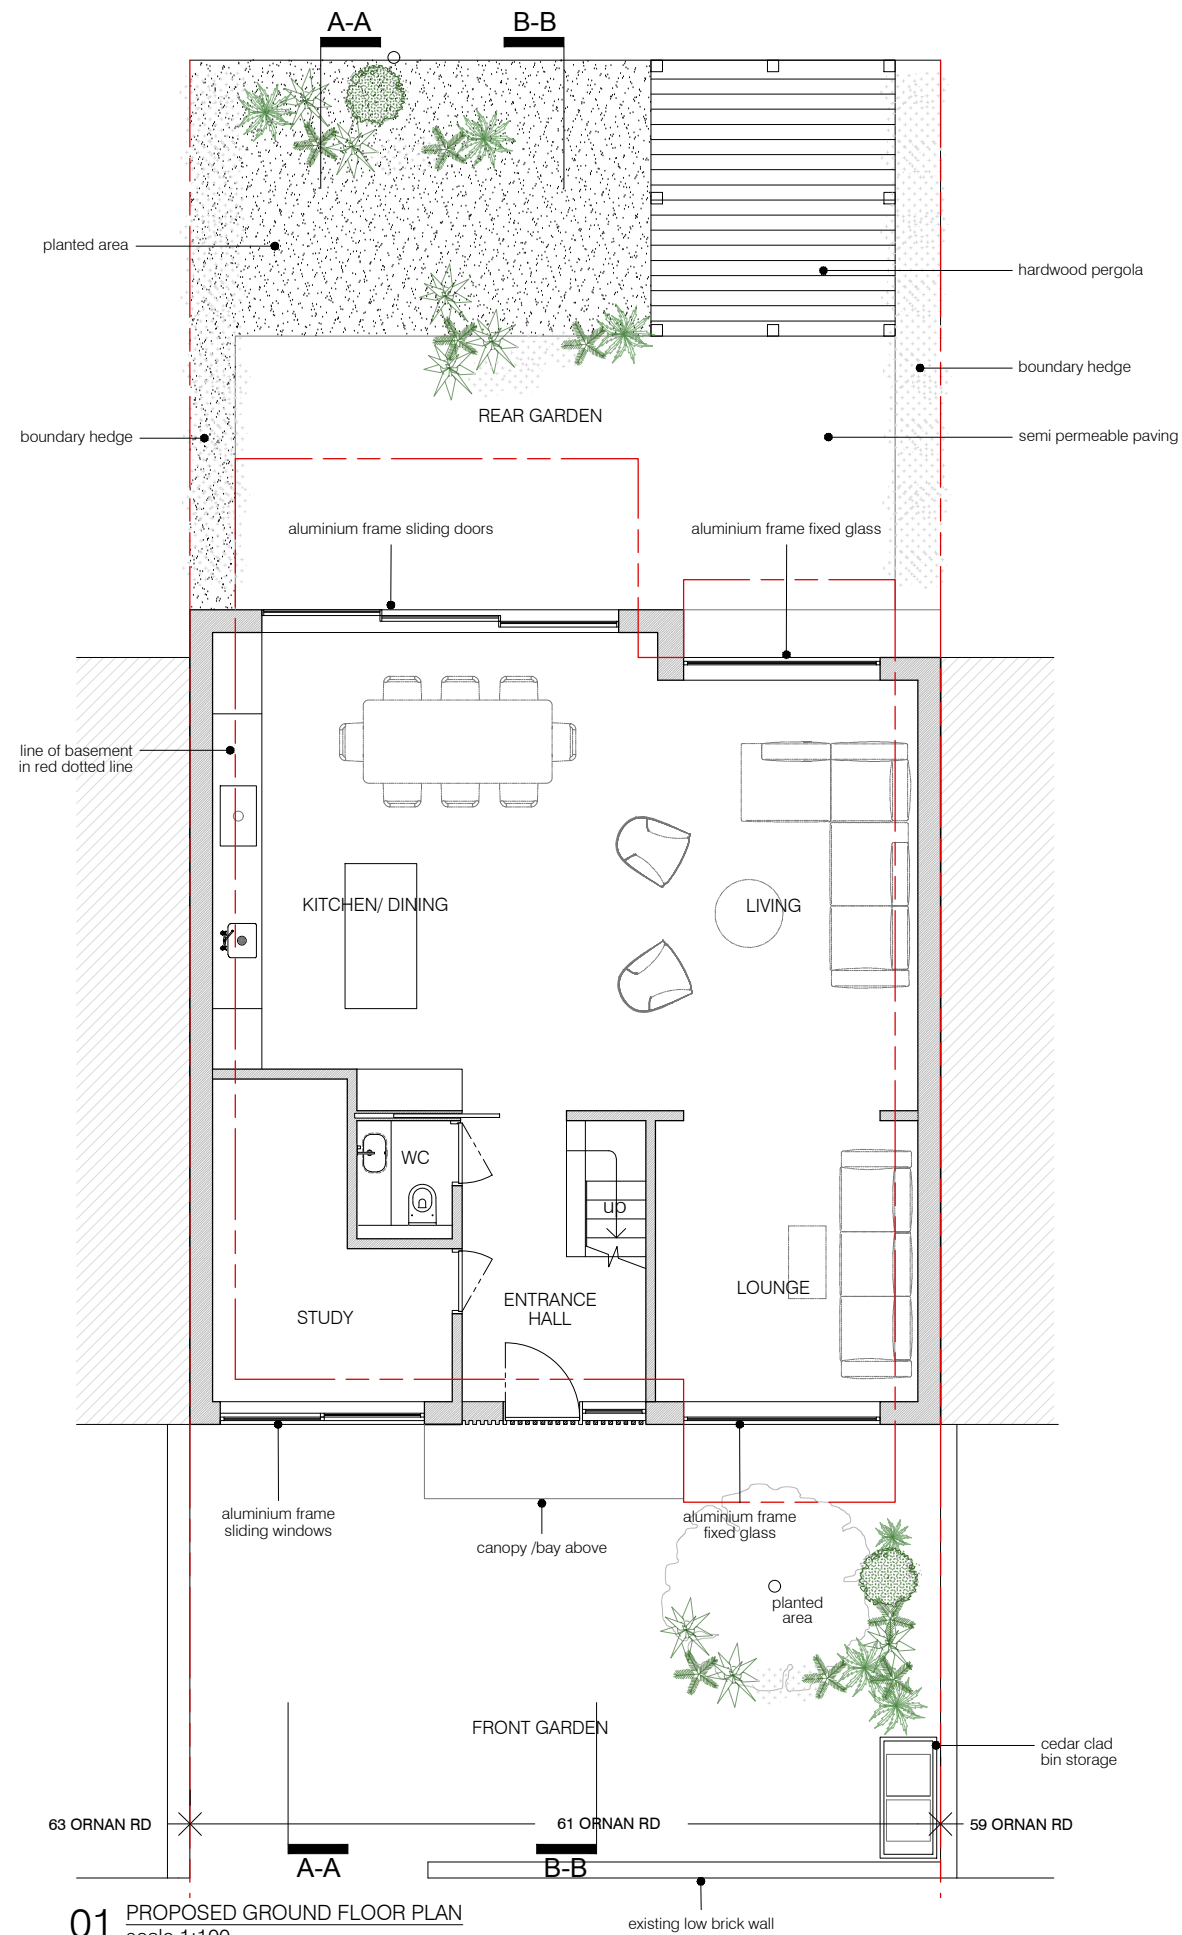 A-A
B-B
planted area
hardwood pergola
boundary hedge
REAR GARDEN
boundary hedge
semi permeable paving
aluminium frame sliding doors
aluminium frame fixed glass
line of basement
in red dotted line
KITCHEN/ DINING
LIVING
WC
up
LOUNGE
ENTRANCE
HALL
STUDY
aluminium frame
sliding windows
aluminium frame
fixed glass
canopy /bay above
planted
area
FRONT GARDEN
cedar clad
bin storage
63 ORNAN RD
61 ORNAN RD
59 ORNAN RD
A-A
B-B
01 PROPOSED GROUND FLOOR PLAN
scale 1:100
existing low brick wall